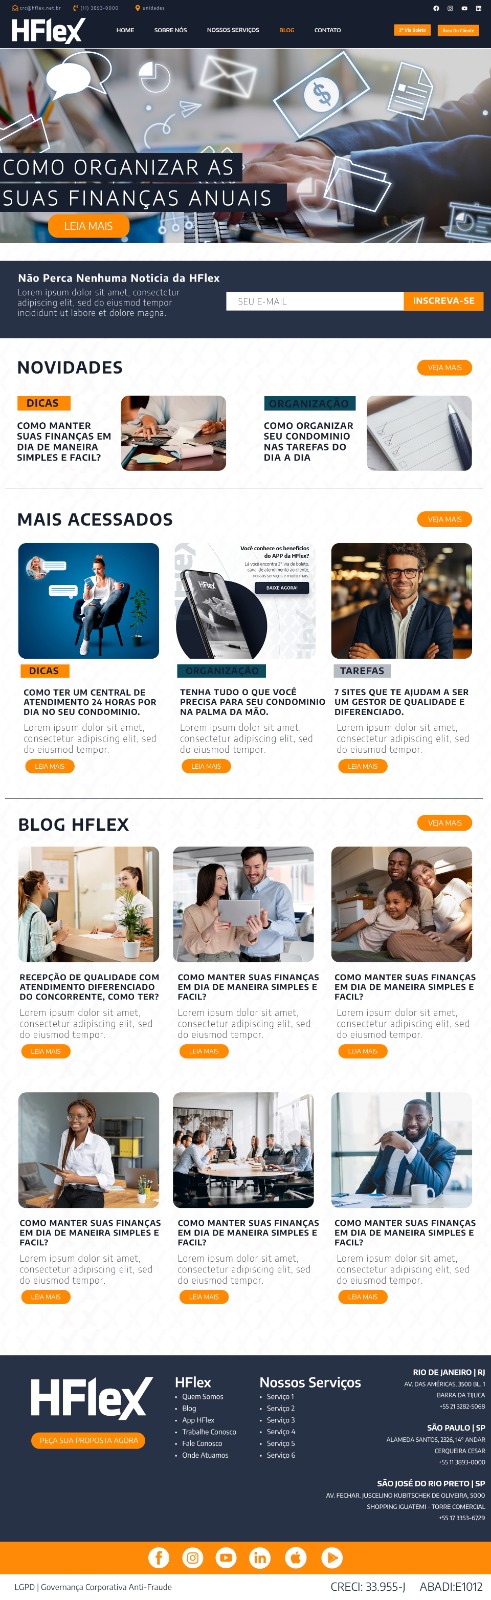 crc@hflex.net.br (11) 3893-0000 unidades
HFlex
HOME SOBRE NÓS NOSSOS SERVIÇOS BLOG CONTATO
2ª Via Boleto Área Do Cliente
COMO ORGANIZAR AS
SUAS FINANÇAS ANUAIS
LEIA MAIS
Não Perca Nenhuma Noticia da HFlex
Lorem ipsum dolor sit amet, consectetur
adipiscing elit, sed do eiusmod tempor
incididunt ut labore et dolore magna.
SEU E-MAIL
INSCREVA-SE
NOVIDADES
VEJA MAIS
DICAS
COMO MANTER
SUAS FINANÇAS EM
DIA DE MANEIRA
SIMPLES E FACIL?
ORGANIZAÇÃO
COMO ORGANIZAR
SEU CONDOMINIO
NAS TAREFAS DO
DIA A DIA
MAIS ACESSADOS
VEJA MAIS
Você conhece os benefícios
do APP da HFlex?
Lá você encontra 2ª via de boleto,
canal de atendimento ao cliente,
BAIXE AGORA!
HFlex
DICAS
COMO TER UM CENTRAL DE
ATENDIMENTO 24 HORAS POR
DIA NO SEU CONDOMINIO.
Lorem ipsum dolor sit amet,
consectetur adipiscing elit, sed
do eiusmod tempor.
LEIA MAIS
ORGANIZAÇÃO
TENHA TUDO O QUE VOCÊ
PRECISA PARA SEU CONDOMINIO
NA PALMA DA MÃO.
Lorem ipsum dolor sit amet,
consectetur adipiscing elit, sed
do eiusmod tempor.
LEIA MAIS
TAREFAS
7 SITES QUE TE AJUDAM A SER
UM GESTOR DE QUALIDADE E
DIFERENCIADO.
Lorem ipsum dolor sit amet,
consectetur adipiscing elit, sed
do eiusmod tempor.
LEIA MAIS
BLOG HFLEX
VEJA MAIS
RECEPÇÃO DE QUALIDADE COM
ATENDIMENTO DIFERENCIADO
DO CONCORRENTE, COMO TER?
Lorem ipsum dolor sit amet,
consectetur adipiscing elit, sed
do eiusmod tempor.
LEIA MAIS
COMO MANTER SUAS FINANÇAS
EM DIA DE MANEIRA SIMPLES E
FACIL?
Lorem ipsum dolor sit amet,
consectetur adipiscing elit, sed
do eiusmod tempor.
LEIA MAIS
COMO MANTER SUAS FINANÇAS
EM DIA DE MANEIRA SIMPLES E
FACIL?
Lorem ipsum dolor sit amet,
consectetur adipiscing elit, sed
do eiusmod tempor.
LEIA MAIS
COMO MANTER SUAS FINANÇAS
EM DIA DE MANEIRA SIMPLES E
FACIL?
Lorem ipsum dolor sit amet,
consectetur adipiscing elit, sed
do eiusmod tempor.
LEIA MAIS
COMO MANTER SUAS FINANÇAS
EM DIA DE MANEIRA SIMPLES E
FACIL?
Lorem ipsum dolor sit amet,
consectetur adipiscing elit, sed
do eiusmod tempor.
LEIA MAIS
COMO MANTER SUAS FINANÇAS
EM DIA DE MANEIRA SIMPLES E
FACIL?
Lorem ipsum dolor sit amet,
consectetur adipiscing elit, sed
do eiusmod tempor.
LEIA MAIS
HFlex
PEÇA SUA PROPOSTA AGORA
HFlex
• Quem Somos
• Blog
• App HFlex
• Trabalhe Conosco
• Fale Conosco
• Onde Atuamos
Nossos Serviços
• Serviço 1
• Serviço 2
• Serviço 3
• Serviço 4
• Serviço 5
• Serviço 6
RIO DE JANEIRO | RJ
AV. DAS AMÉRICAS, 3500 BL. 1
BARRA DA TIJUCA
+55 21 3282-5069
SÃO PAULO | SP
ALAMEDA SANTOS, 2326, 14º ANDAR
CERQUEIRA CESAR
+55 11 3893-0000
SÃO JOSÉ DO RIO PRETO | SP
AV. FECHAR. JUSCELINO KUBITSCHEK DE OLIVEIRA, 5000
SHOPPING IGUATEMI - TORRE COMERCIAL
+55 17 3353-6729
LGPD | Governança Corporativa Anti-Fraude
CRECI: 33.955-J ABADI:E1012